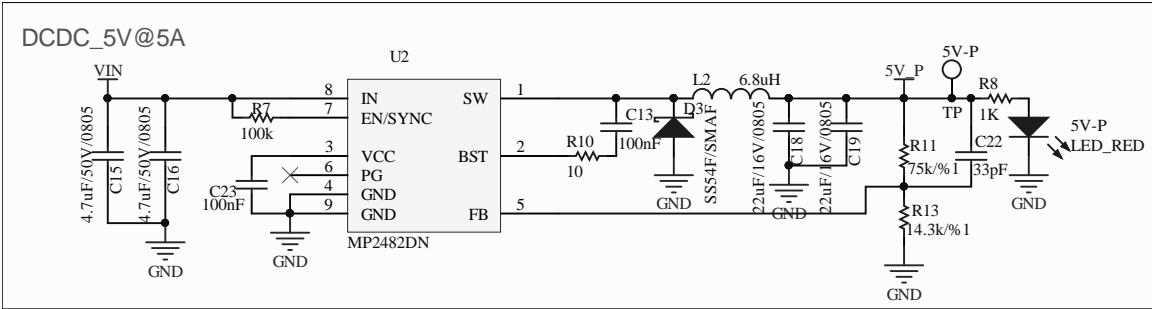 DCDC_5V@5A
VIN
4.7uF/50V/0805
C15
4.7uF/50V/0805
C16
GND
R7
100k
C23
100nF
GND
U2
8
IN
7
EN/SYNC
3
VCC
6
PG
4
GND
9
GND
SW
1
BST
2
FB
5
MP2482DN
R10
10
C13
100nF
D3
SS54F/SMAF
GND
L2
6.8uH
22uF/16V/0805
C18
22uF/16V/0805
C19
GND
5V_P
5V-P
TP
R8
1K
R11
75k/%1
C22
33pF
5V-P
LED_RED
GND
R13
14.3k/%1
GND